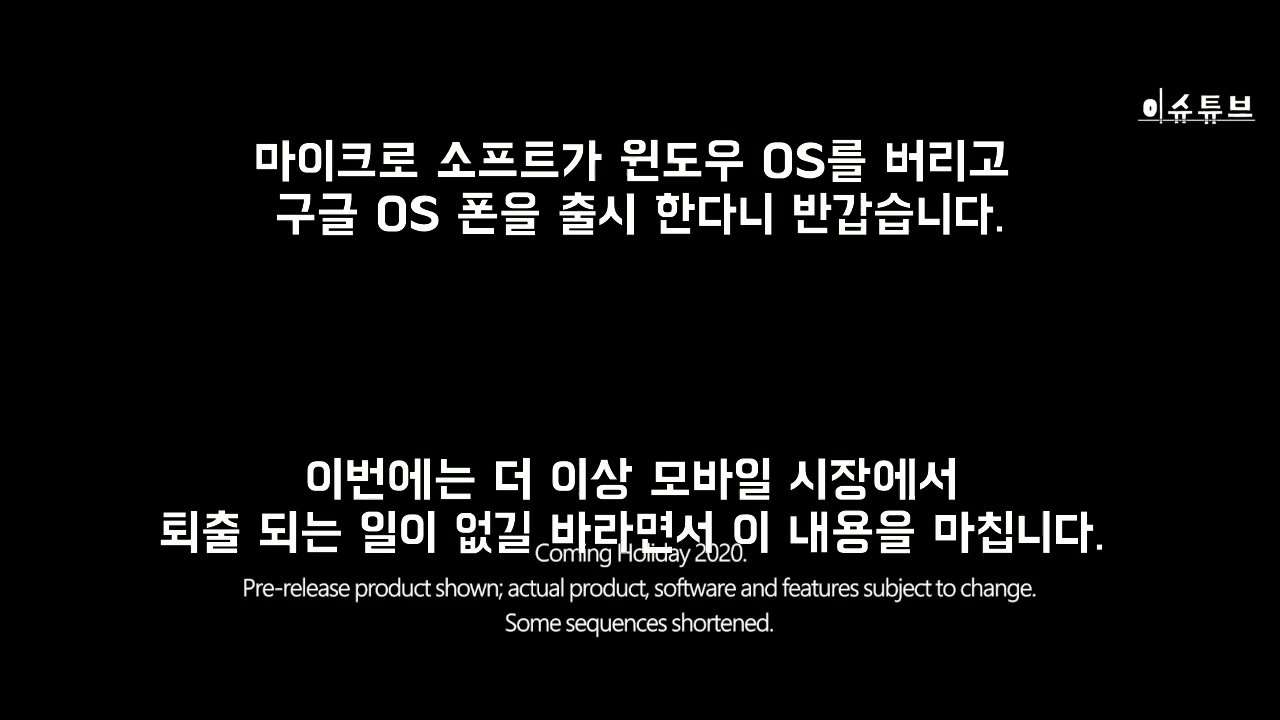 이슈튜브
마이크로 소프트가 윈도우 OS를 버리고
구글 OS 폰을 출시 한다니 반갑습니다.
이번에는 더 이상 모바일 시장에서
퇴출 되는 일이 없길 바라면서 이 내용을 마칩니다.
Coming Holiday 2020.
Pre-release product shown; actual product, software and features subject to change.
Some sequences shortened.